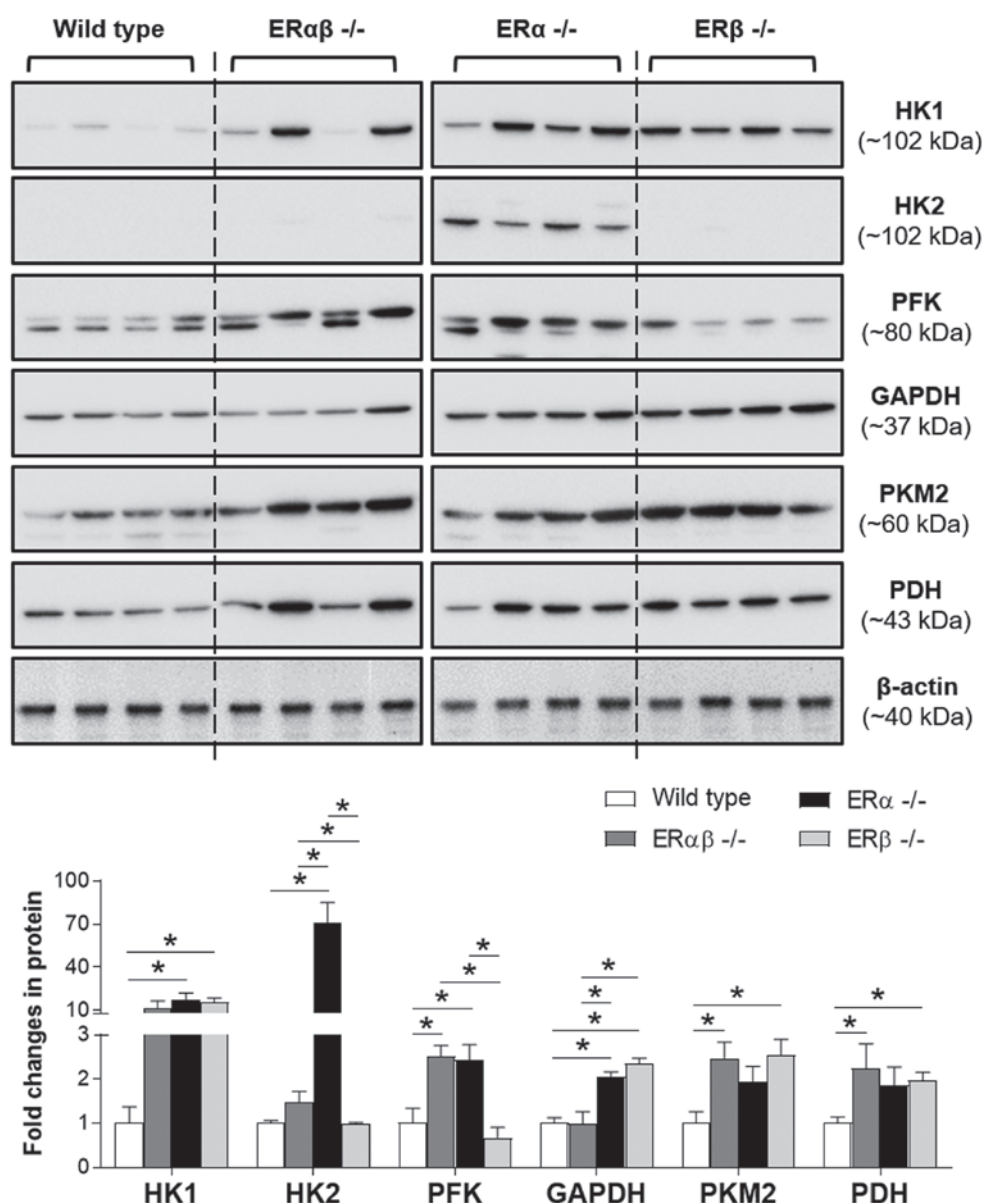 Wild type ERαβ -/- ERα -/- ERβ -/-
HK1
(~102 kDa)
HK2
(~102 kDa)
PFK
(~80 kDa)
GAPDH
(~37 kDa)
PKM2
(~60 kDa)
PDH
(~43 kDa)
β-actin
(~40 kDa)
Wild type ERα -/-
ERαβ -/- ERβ -/-
Fold changes in protein
100
70
40
10
3
2
1
0
* *
* * * *
* * * *
* * * *
* *
* *
HK1 HK2 PFK GAPDH PKM2 PDH